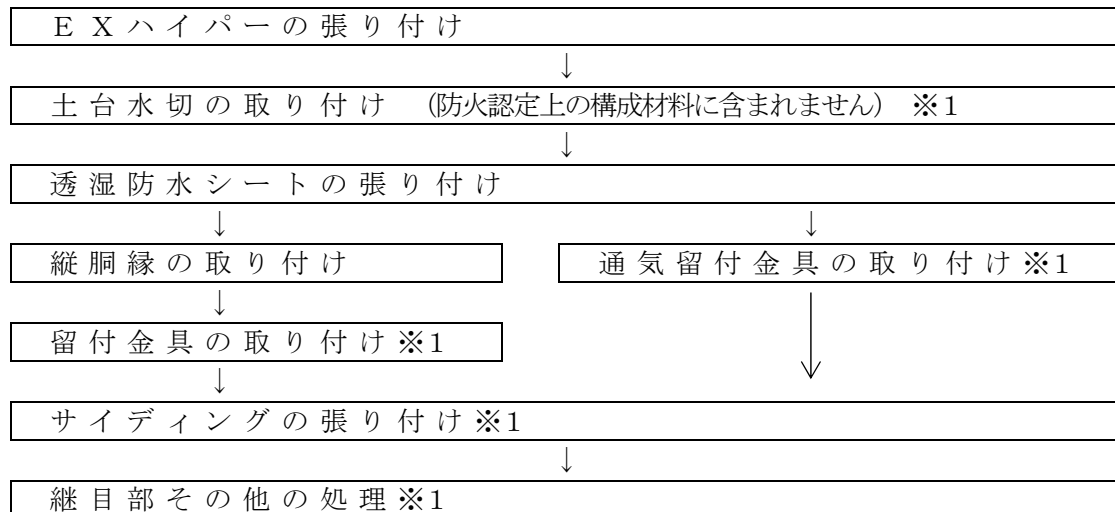 ＥＸハイパーの張り付け
↓
土台水切の取り付け （防火認定上の構成材料に含まれません） ※1
↓
透湿防水シートの張り付け
↓ ↓
縦胴縁の取り付け 通気留付金具の取り付け※1
↓
留付金具の取り付け※1
↓
サイディングの張り付け※1
↓
継目部その他の処理※1